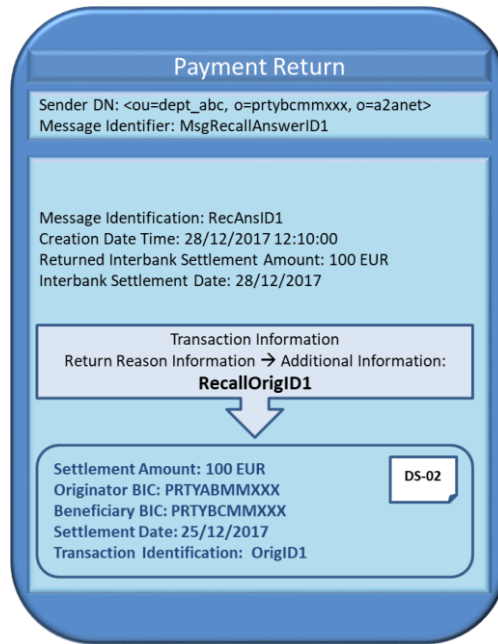 Payment Return
Sender DN: <ou=dept_abc, o=prtybcmmxxx, o=a2anet>
Message Identifier: MsgRecallAnswerID1
Message Identification: RecAnsID1
Creation Date Time: 28/12/2017 12:10:00
Returned Interbank Settlement Amount: 100 EUR
Interbank Settlement Date: 28/12/2017
Transaction Information
Return Reason Information → Additional Information:
RecallOrigID1
Settlement Amount: 100 EUR
DS-02
Originator BIC: PRTYABMMXXX
Beneficiary BIC: PRTYBCMMXXX
Settlement Date: 25/12/2017
Transaction Identification: OrigID1